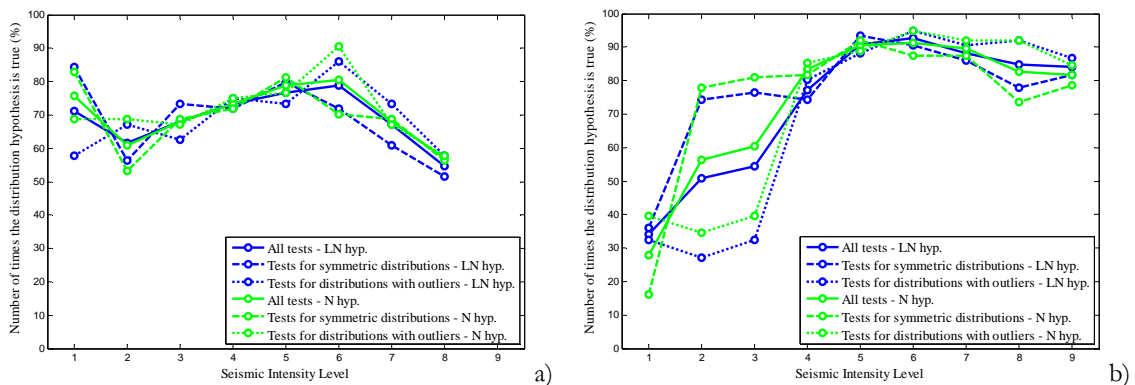 Number of times the distribution hypothesis is true (%)
100
90
80
70
60
50
40
30
20
10
0
All tests - LN hyp.
Tests for symmetric distributions - LN hyp.
Tests for distributions with outliers - LN hyp.
All tests - N hyp.
Tests for symmetric distributions - N hyp.
Tests for distributions with outliers - N hyp.
1 2 3 4 5 6 7 8 9
Seismic Intensity Level
a)
Number of times the distribution hypothesis is true (%)
100
90
80
70
60
50
40
30
20
10
0
All tests - LN hyp.
Tests for symmetric distributions - LN hyp.
Tests for distributions with outliers - LN hyp.
All tests - N hyp.
Tests for symmetric distributions - N hyp.
Tests for distributions with outliers - N hyp.
1 2 3 4 5 6 7 8 9
Seismic Intensity Level
b)